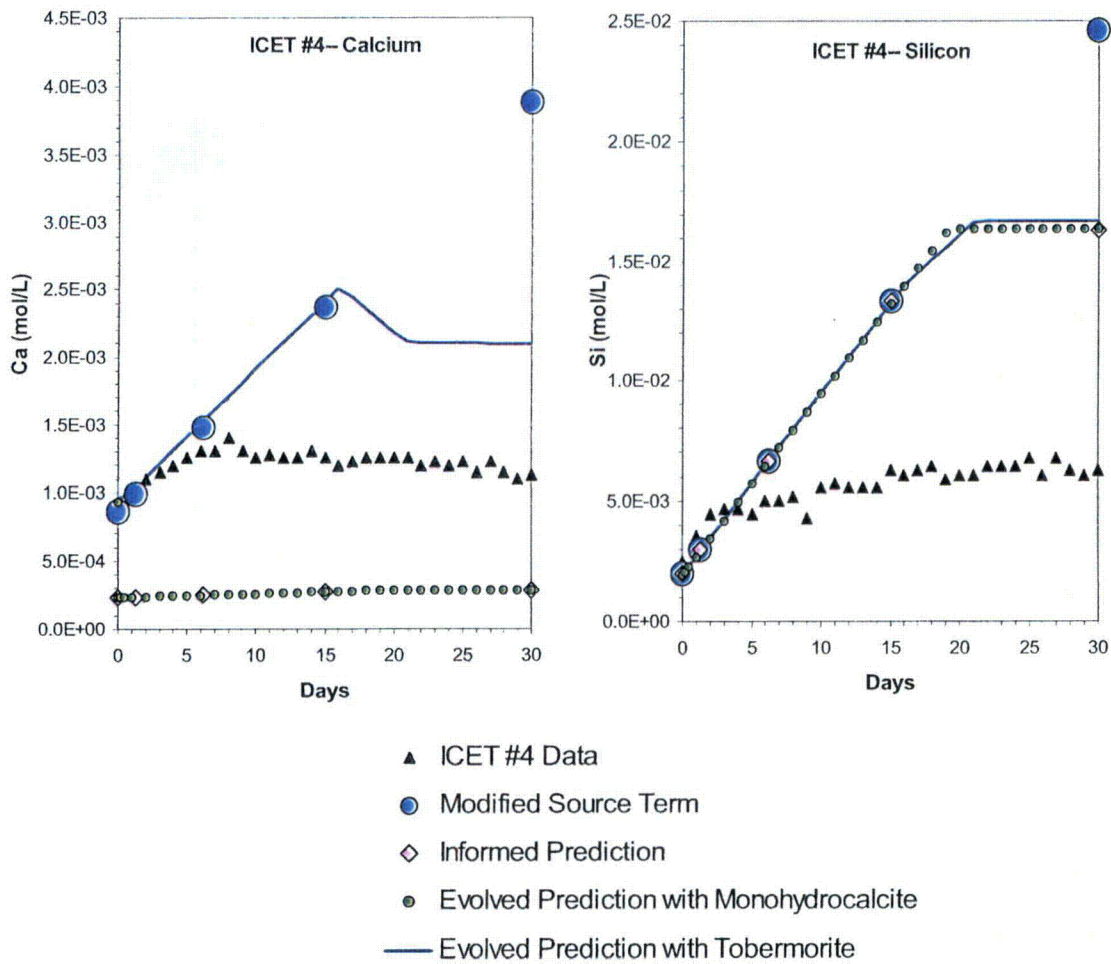 ICET #4– Calcium
4.5E-03
4.0E-03
3.5E-03
3.0E-03
2.5E-03
2.0E-03
1.5E-03
1.0E-03
5.0E-04
0.0E+00
Ca (mol/L)
0 5 10 15 20 25 30
Days
ICET #4– Silicon
2.5E-02
2.0E-02
1.5E-02
1.0E-02
5.0E-03
0.0E+00
Si (mol/L)
0 5 10 15 20 25 30
Days
ICET #4 Data
Modified Source Term
Informed Prediction
Evolved Prediction with Monohydrocalcite
Evolved Prediction with Tobermorite